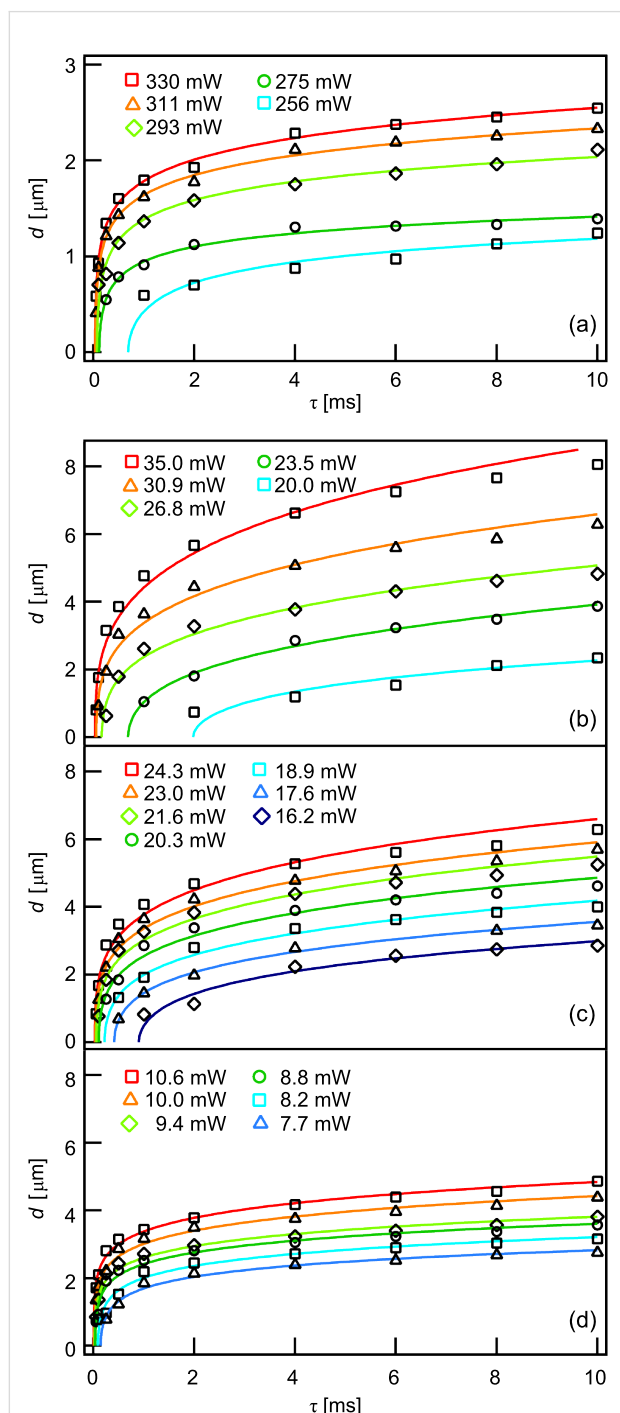 3
2
1
0
d [μm]
330 mW 275 mW
311 mW 256 mW
293 mW
(a)
0 2 4 6 8 10
τ [ms]
8
6
4
2
0
d [μm]
35.0 mW 23.5 mW
30.9 mW 20.0 mW
26.8 mW
(b)
8
6
4
2
0
d [μm]
24.3 mW 18.9 mW
23.0 mW 17.6 mW
21.6 mW 16.2 mW
20.3 mW
(c)
8
6
4
2
0
d [μm]
10.6 mW 8.8 mW
10.0 mW 8.2 mW
9.4 mW 7.7 mW
(d)
0 2 4 6 8 10
τ [ms]